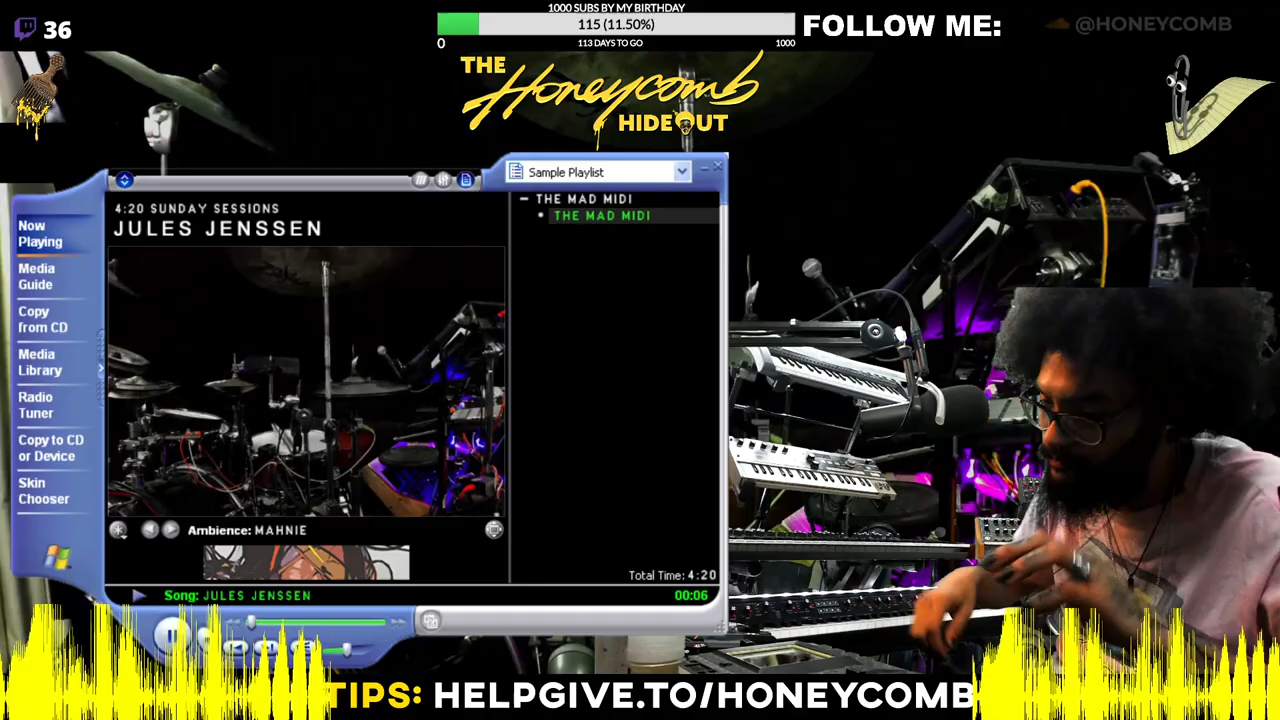 36
1000 SUBS BY MY BIRTHDAY
115 (11.50%)
0
113 DAYS TO GO
1000
FOLLOW ME:
@HONEYCOMB
THE
Honeycomb
HIDEOUT
Sample Playlist
4:20 SUNDAY SESSIONS
JULES JENSSEN
THE MAD MIDI
THE MAD MIDI
Now
Playing
Media
Guide
Copy
from CD
Media
Library
Radio
Tuner
Copy to CD
or Device
Skin
Chooser
Ambience: MAHNIE
Total Time: 4:20
Song: JULES JENSSEN
00:06
TIPS: HELPGIVE.TO/HONEYCOMB